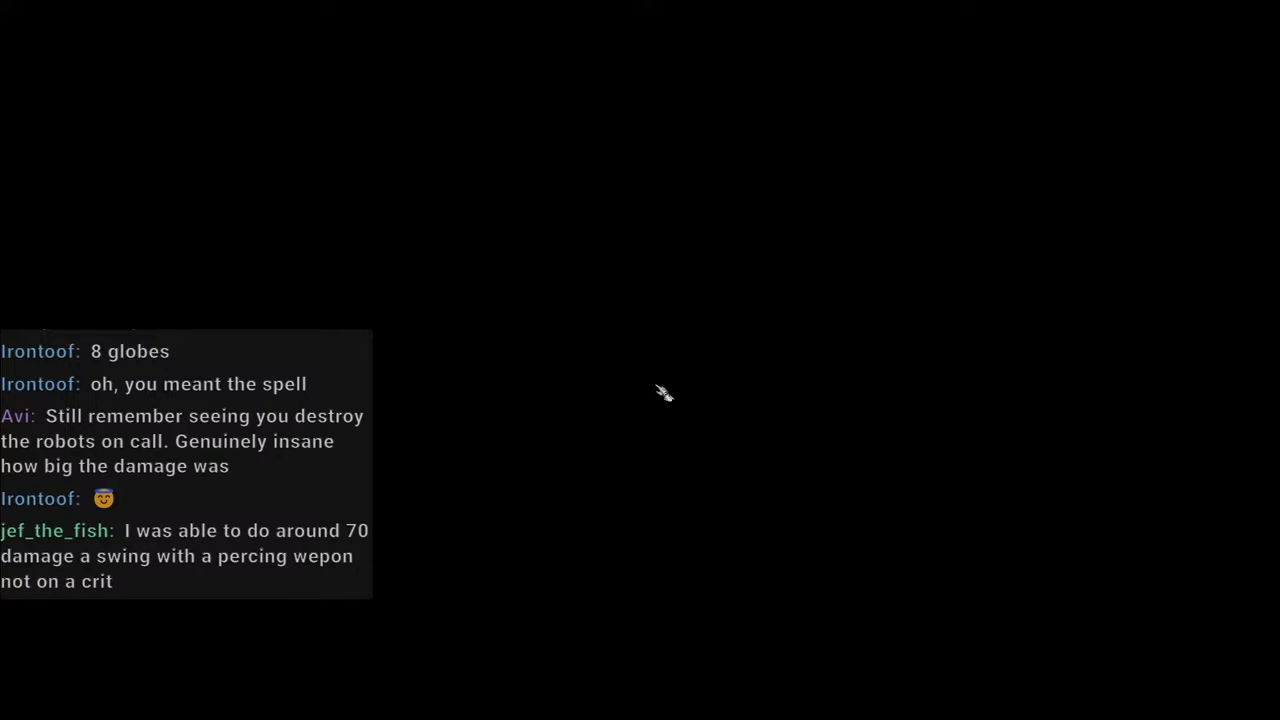 Irontoof: 8 globes
Irontoof: oh, you meant the spell
Avi: Still remember seeing you destroy
the robots on call. Genuinely insane
how big the damage was
Irontoof: 😇
jef_the_fish: I was able to do around 70
damage a swing with a percing wepon
not on a crit